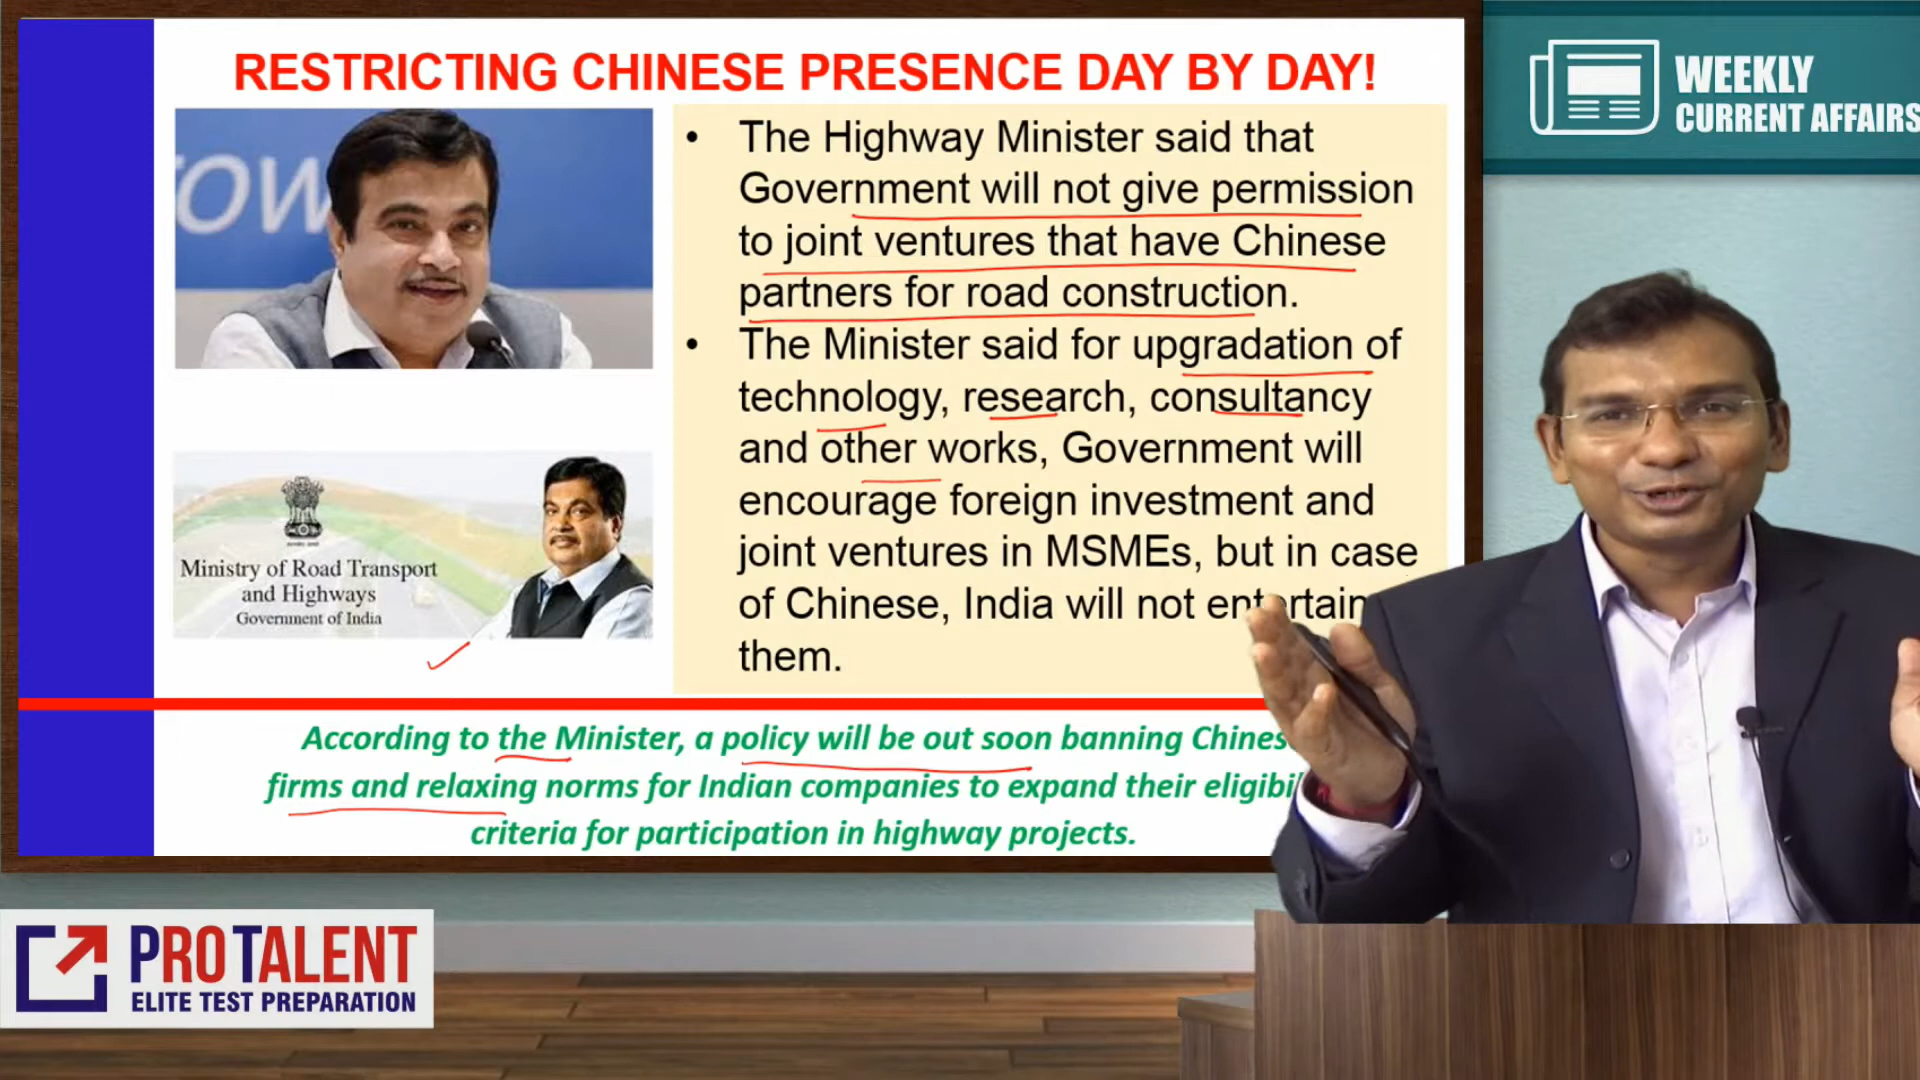 RESTRICTING CHINESE PRESENCE DAY BY DAY!
OW
• The Highway Minister said that
Government will not give permission
to joint ventures that have Chinese
partners for road construction.
• The Minister said for upgradation of
technology, research, consultancy
and other works, Government will
encourage foreign investment and
joint ventures in MSMEs, but in case
of Chinese, India will not entertain
them.
Ministry of Road Transport
and Highways
Government of India
According to the Minister, a policy will be out soon banning Chines
firms and relaxing norms for Indian companies to expand their eligibi
criteria for participation in highway projects.
WEEKLY
CURRENT AFFAIRS
PROTALENT
ELITE TEST PREPARATION